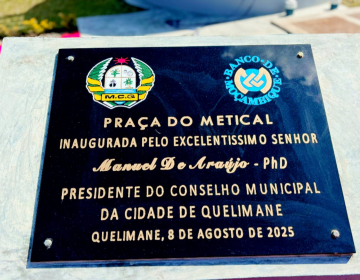 M.C.Q
BANCO DE MOÇAMBIQUE
PRAÇA DO METICAL
INAUGURADA PELO EXCELENTISSIMO SENHOR
Manuel De Araújo - PhD
PRESIDENTE DO CONSELHO MUNICIPAL
DA CIDADE DE QUELIMANE
QUELIMANE, 8 DE AGOSTO DE 2025